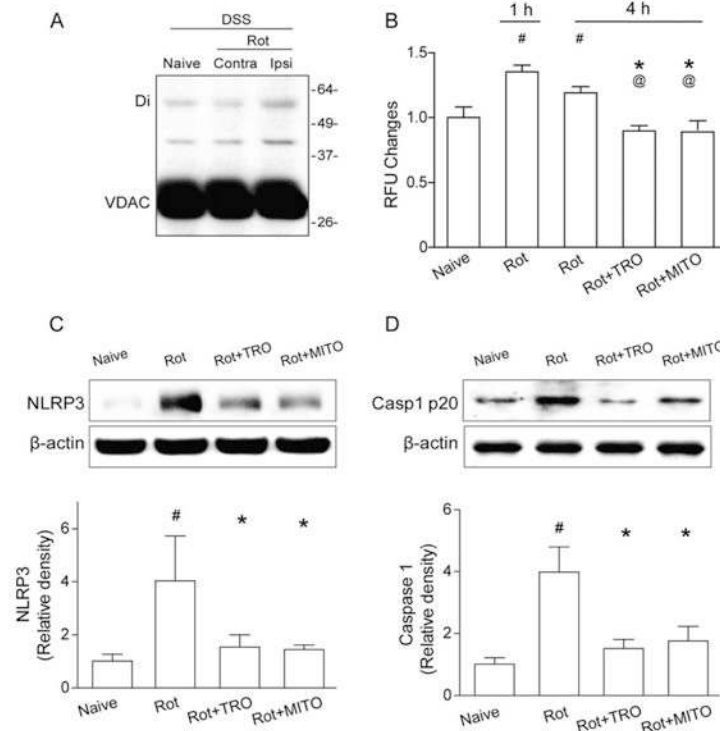 A
DSS
Rot
Naive Contra Ipsi
Di
VDAC
-64-
-49-
-37-
-26-
B
1 h 4 h
# # * *
@ @
1.5
1.0
0.5
0
RFU Changes
Naive Rot Rot Rot+TRO Rot+MITO
C
Naive Rot Rot+TRO Rot+MITO
NLRP3
β-actin
# * *
6
4
2
0
NLRP3
(Relative density)
Naive Rot Rot+TRO Rot+MITO
D
Naive Rot Rot+TRO Rot+MITO
Casp1 p20
β-actin
# * *
6
4
2
0
Caspase 1
(Relative density)
Naive Rot Rot+TRO Rot+MITO